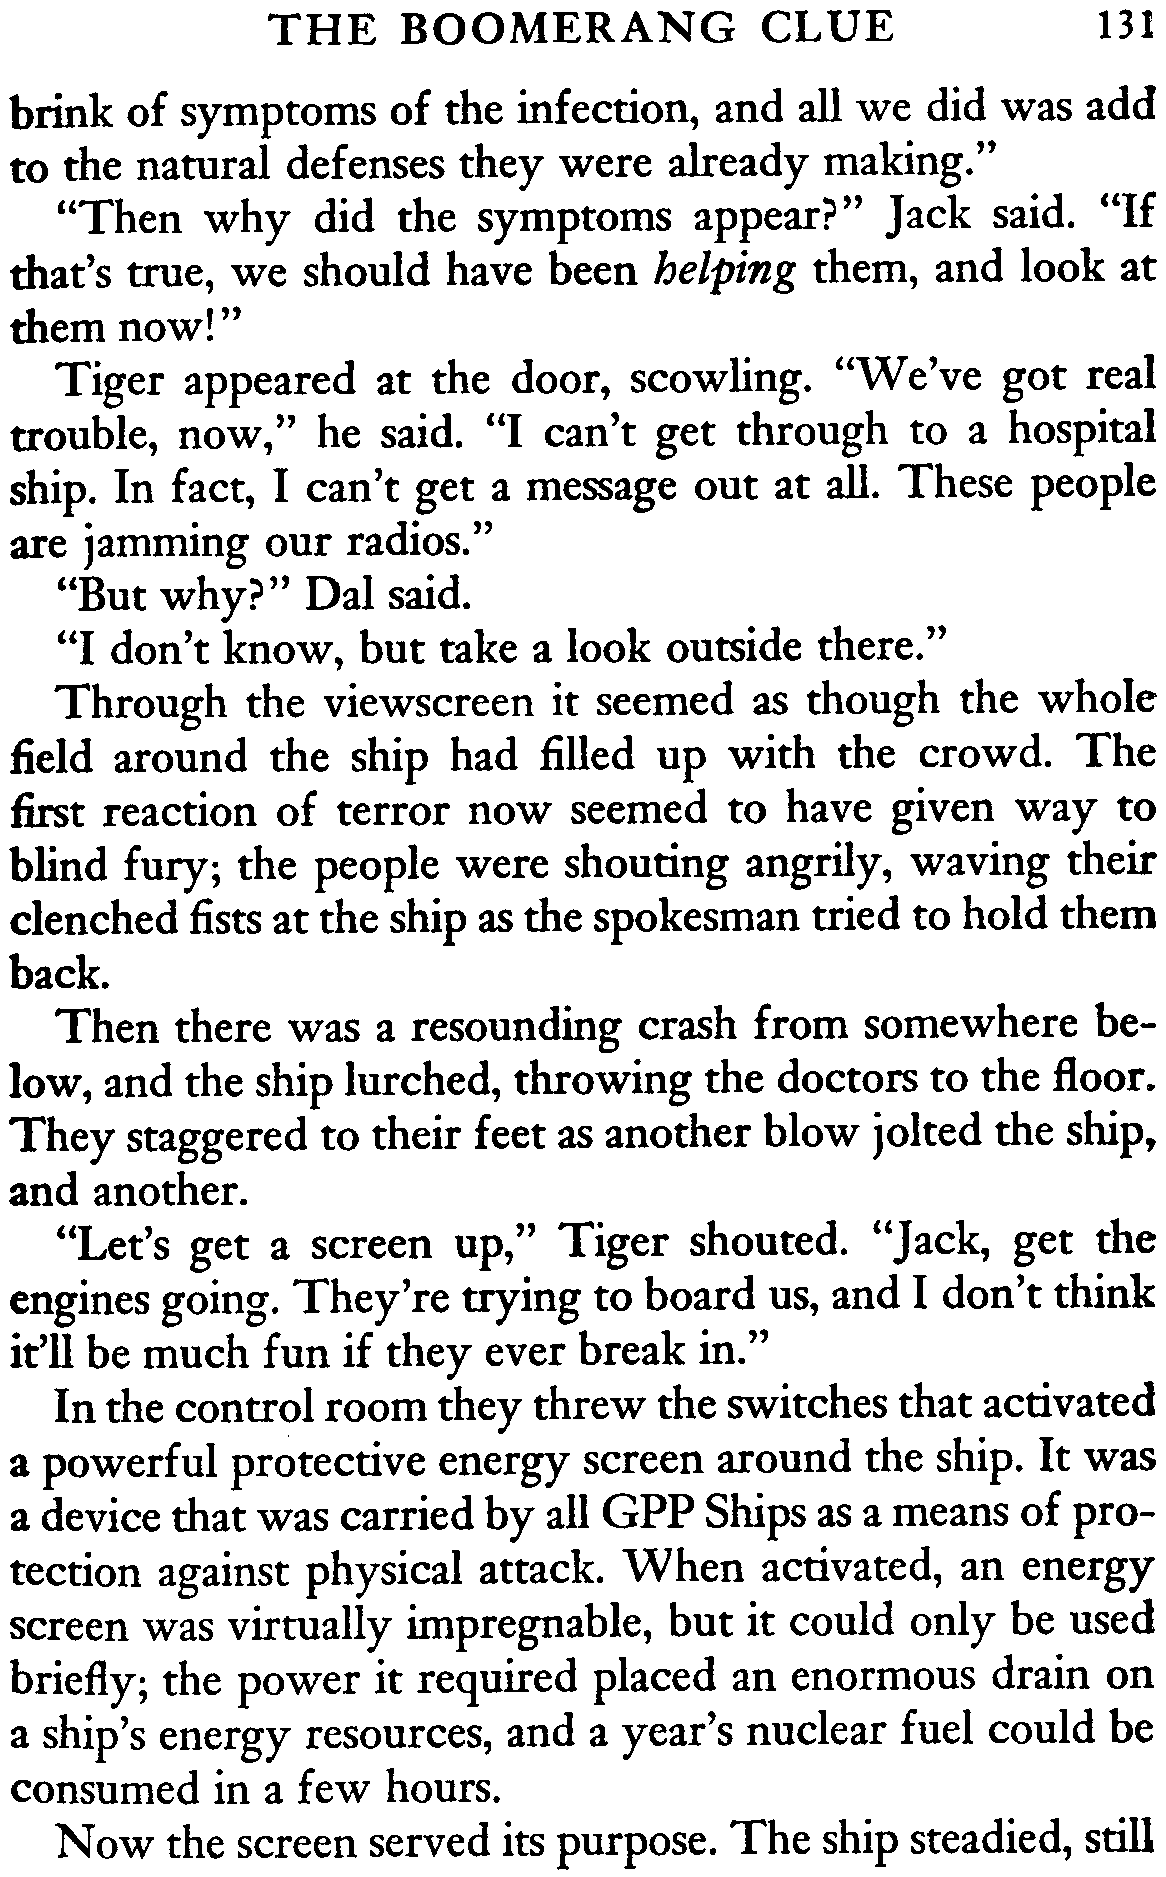 THE BOOMERANG CLUE 131
brink of symptoms of the infection, and all we did was add
to the natural defenses they were already making."
"Then why did the symptoms appear?" Jack said. "If
that's true, we should have been helping them, and look at
them now!"
Tiger appeared at the door, scowling. "We've got real
trouble, now," he said. "I can't get through to a hospital
ship. In fact, I can't get a message out at all. These people
are jamming our radios."
"But why?" Dal said.
"I don't know, but take a look outside there."
Through the viewscreen it seemed as though the whole
field around the ship had filled up with the crowd. The
first reaction of terror now seemed to have given way to
blind fury; the people were shouting angrily, waving their
clenched fists at the ship as the spokesman tried to hold them
back.
Then there was a resounding crash from somewhere be-
low, and the ship lurched, throwing the doctors to the floor.
They staggered to their feet as another blow jolted the ship,
and another.
"Let's get a screen up," Tiger shouted. "Jack, get the
engines going. They're trying to board us, and I don't think
it'll be much fun if they ever break in."
In the control room they threw the switches that activated
a powerful protective energy screen around the ship. It was
a device that was carried by all GPP Ships as a means of pro-
tection against physical attack. When activated, an energy
screen was virtually impregnable, but it could only be used
briefly; the power it required placed an enormous drain on
a ship's energy resources, and a year's nuclear fuel could be
consumed in a few hours.
Now the screen served its purpose. The ship steadied, still